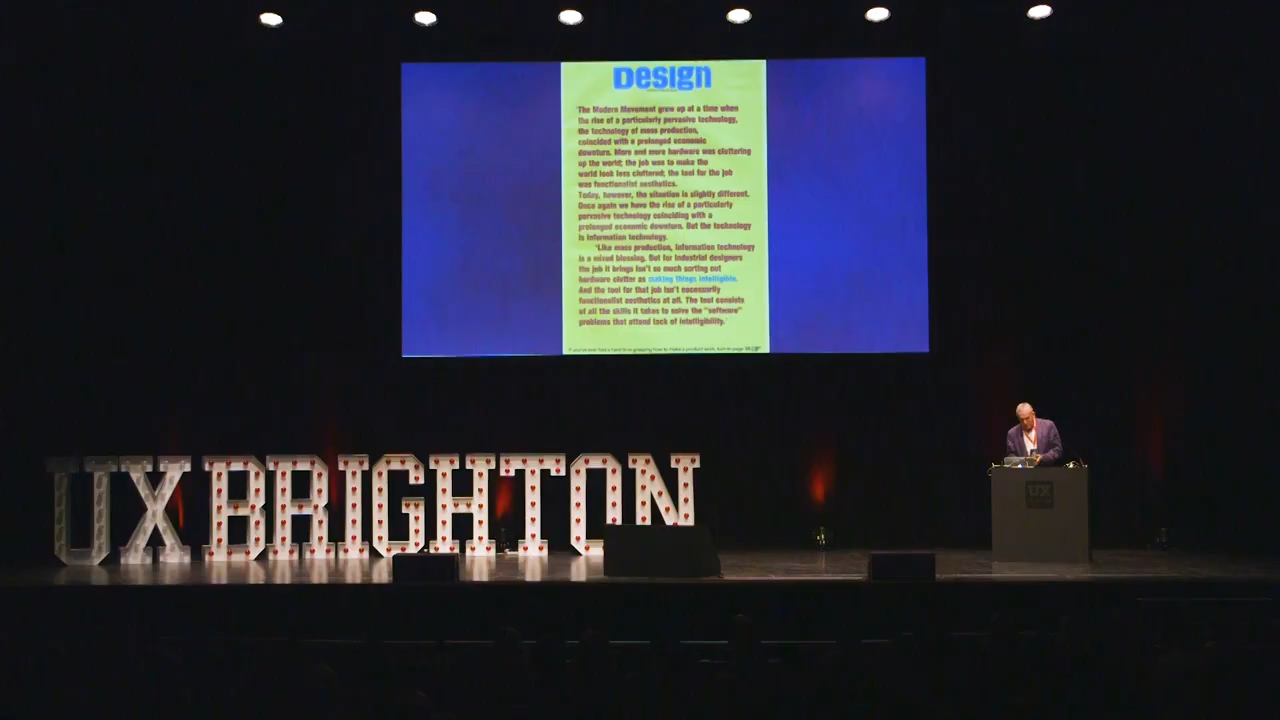 Design
'The Modern Movement grew up at a time when
the rise of a particularly pervasive technology,
the technology of mass production,
coincided with a prolonged economic
downturn. More and more hardware was cluttering
up the world; the job was to make the
world look less cluttered; the tool for the job
was functionalist aesthetics.
Today, however, the situation is slightly different.
Once again we have the rise of a particularly
pervasive technology coinciding with a
prolonged economic downturn. But the technology
is information technology.
'Like mass production, information technology
is a mixed blessing. But for industrial designers
the job it brings isn't so much sorting out
hardware clutter as making things intelligible.
And the tool for that job isn't necessarily
functionalist aesthetics at all. The tool consists
of all the skills it takes to solve the "software"
problems that attend lack of intelligibility.'
UX BRIGHTON
UX